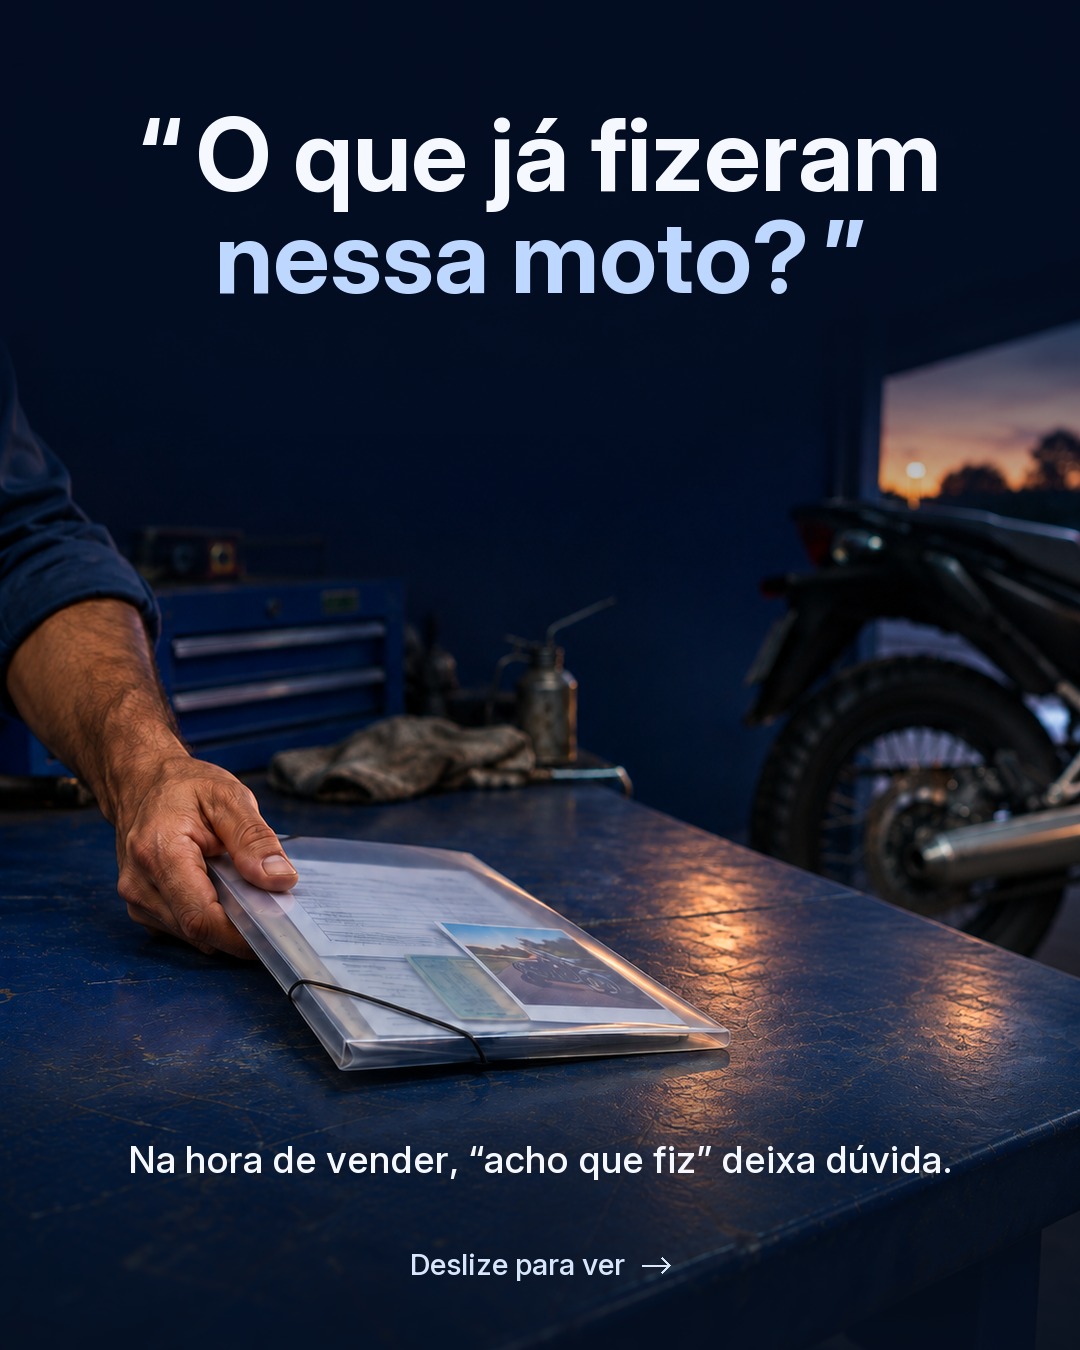 “O que já fizeram
nessa moto?”
Na hora de vender, “acho que fiz” deixa dúvida.
Deslize para ver →